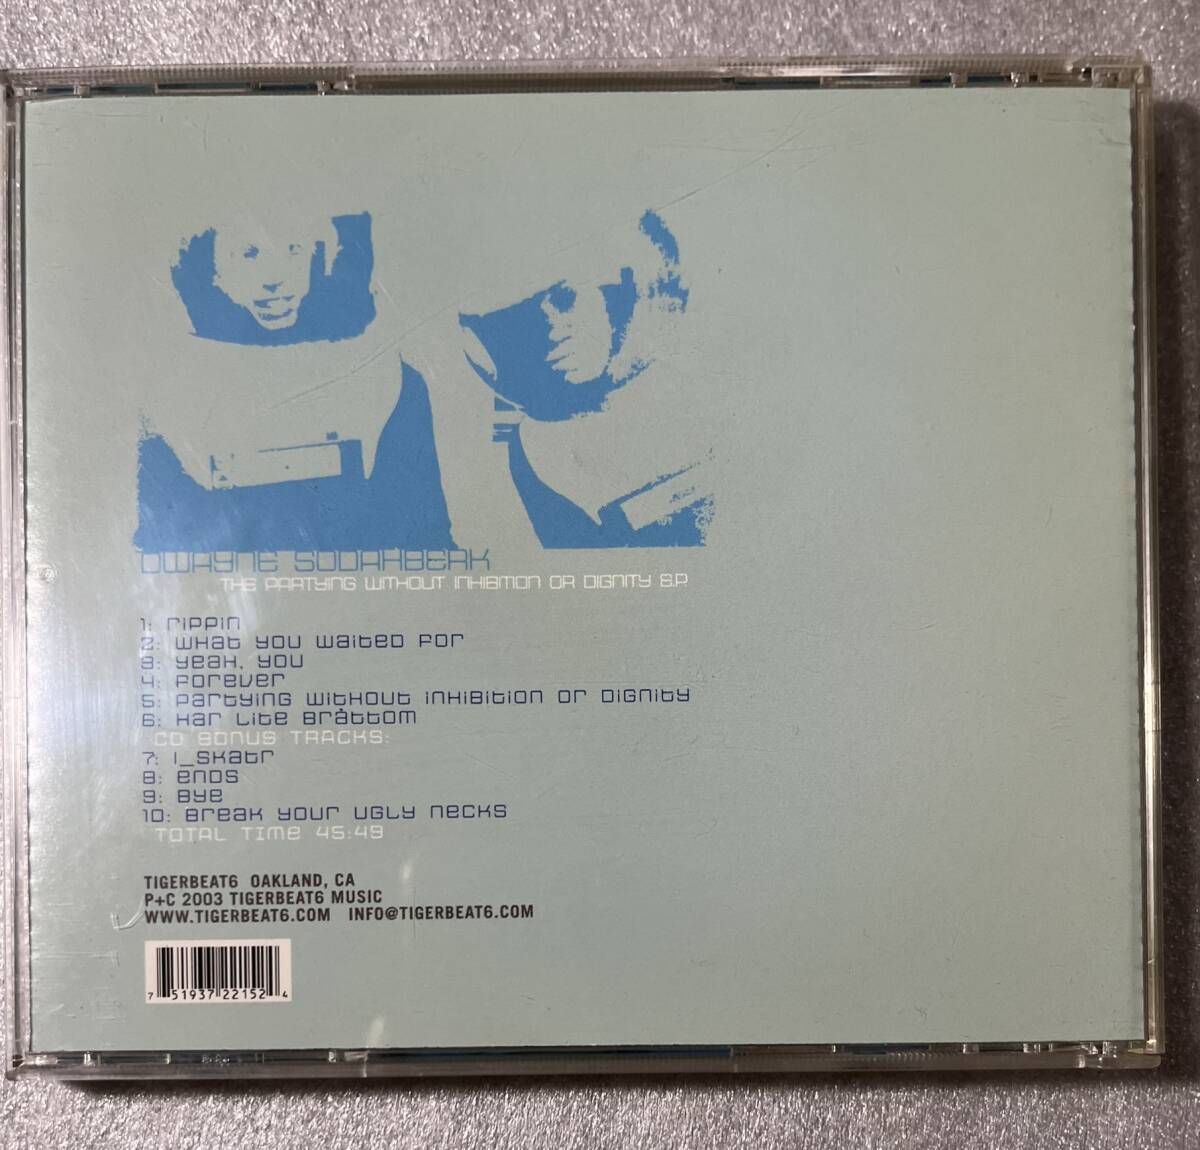 DWAYNE SODAHBERK
THE PARTYING WITHOUT INHIBITION OR DIGNITY E.P
1: Rippin
2: What you waited for
3: Yeah, you
4: Forever
5: Partying without inhibition or dignity
6: Har lite bråttom
CD BONUS TRACKS:
7: I_skatr
8: Ends
9: Bye
10: Break your ugly necks
TOTAL TIME 45:49
TIGERBEAT6 OAKLAND, CA
P+C 2003 TIGERBEAT6 MUSIC
WWW.TIGERBEAT6.COM INFO@TIGERBEAT6.COM
7 51937 22152 4